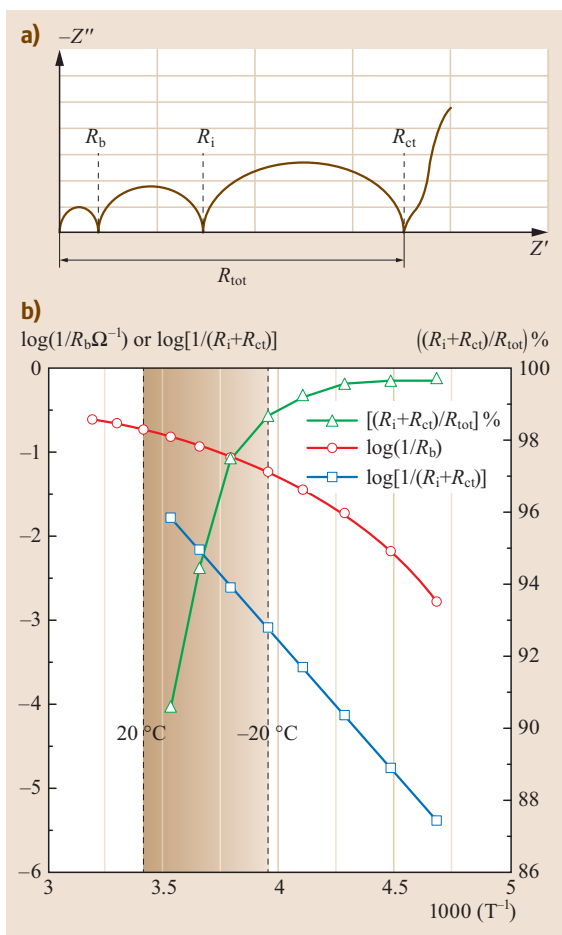 a)
–Z″
R_b R_i R_ct
Z′
R_tot
b)
log(1/R_bΩ⁻¹) or log[1/(R_i+R_ct)] ((R_i+R_ct)/R_tot) %
0 100
[(R_i+R_ct)/R_tot] %
–1 log(1/R_b) 98
log[1/(R_i+R_ct)]
–2 96
–3 94
–4 92
20 °C –20 °C 90
–5 88
–6 86
3 3.5 4 4.5 5
1000 (T⁻¹)